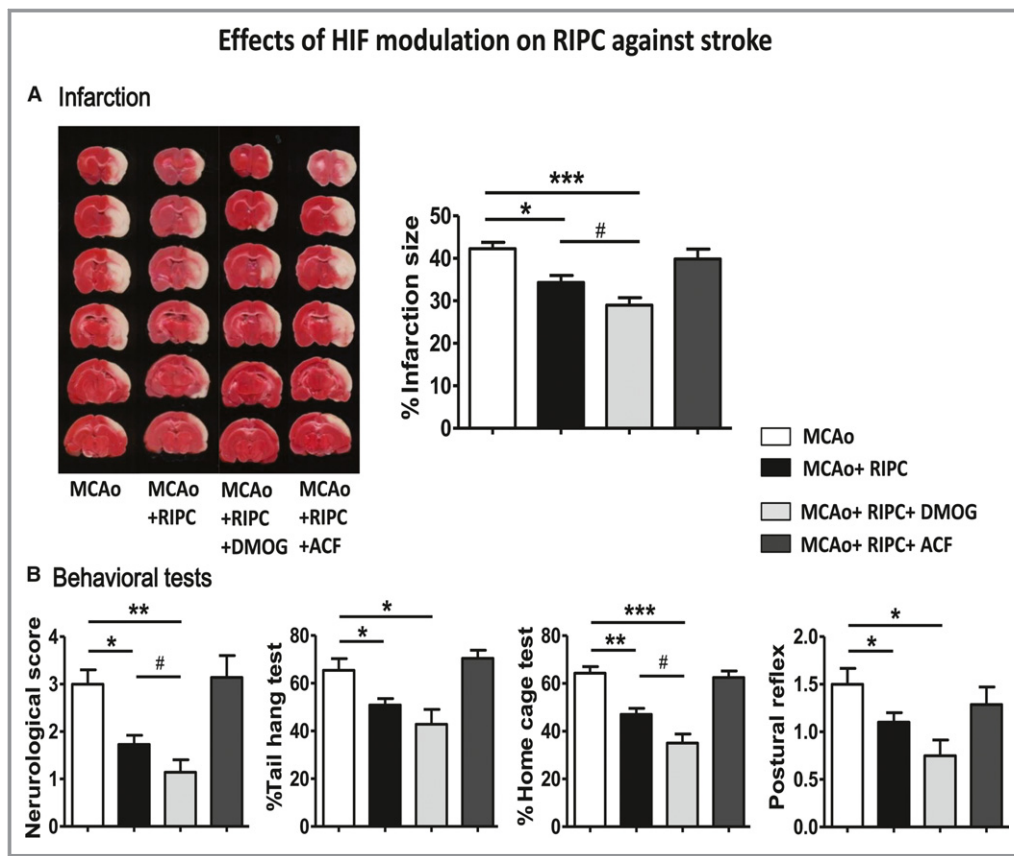 Effects of HIF modulation on RIPC against stroke
A Infarction
MCAo
MCAo
+RIPC
MCAo
+RIPC
+DMOG
MCAo
+RIPC
+ACF
% Infarction size
50
40
30
20
10
0
***
*
#
MCAo
MCAo+ RIPC
MCAo+ RIPC+ DMOG
MCAo+ RIPC+ ACF
B Behavioral tests
Nerurological score
4
3
2
1
0
**
*
#
%Tail hang test
80
60
40
20
0
*
*
% Home cage test
80
60
40
20
0
***
**
#
Postural reflex
2.0
1.5
1.0
0.5
0.0
*
*